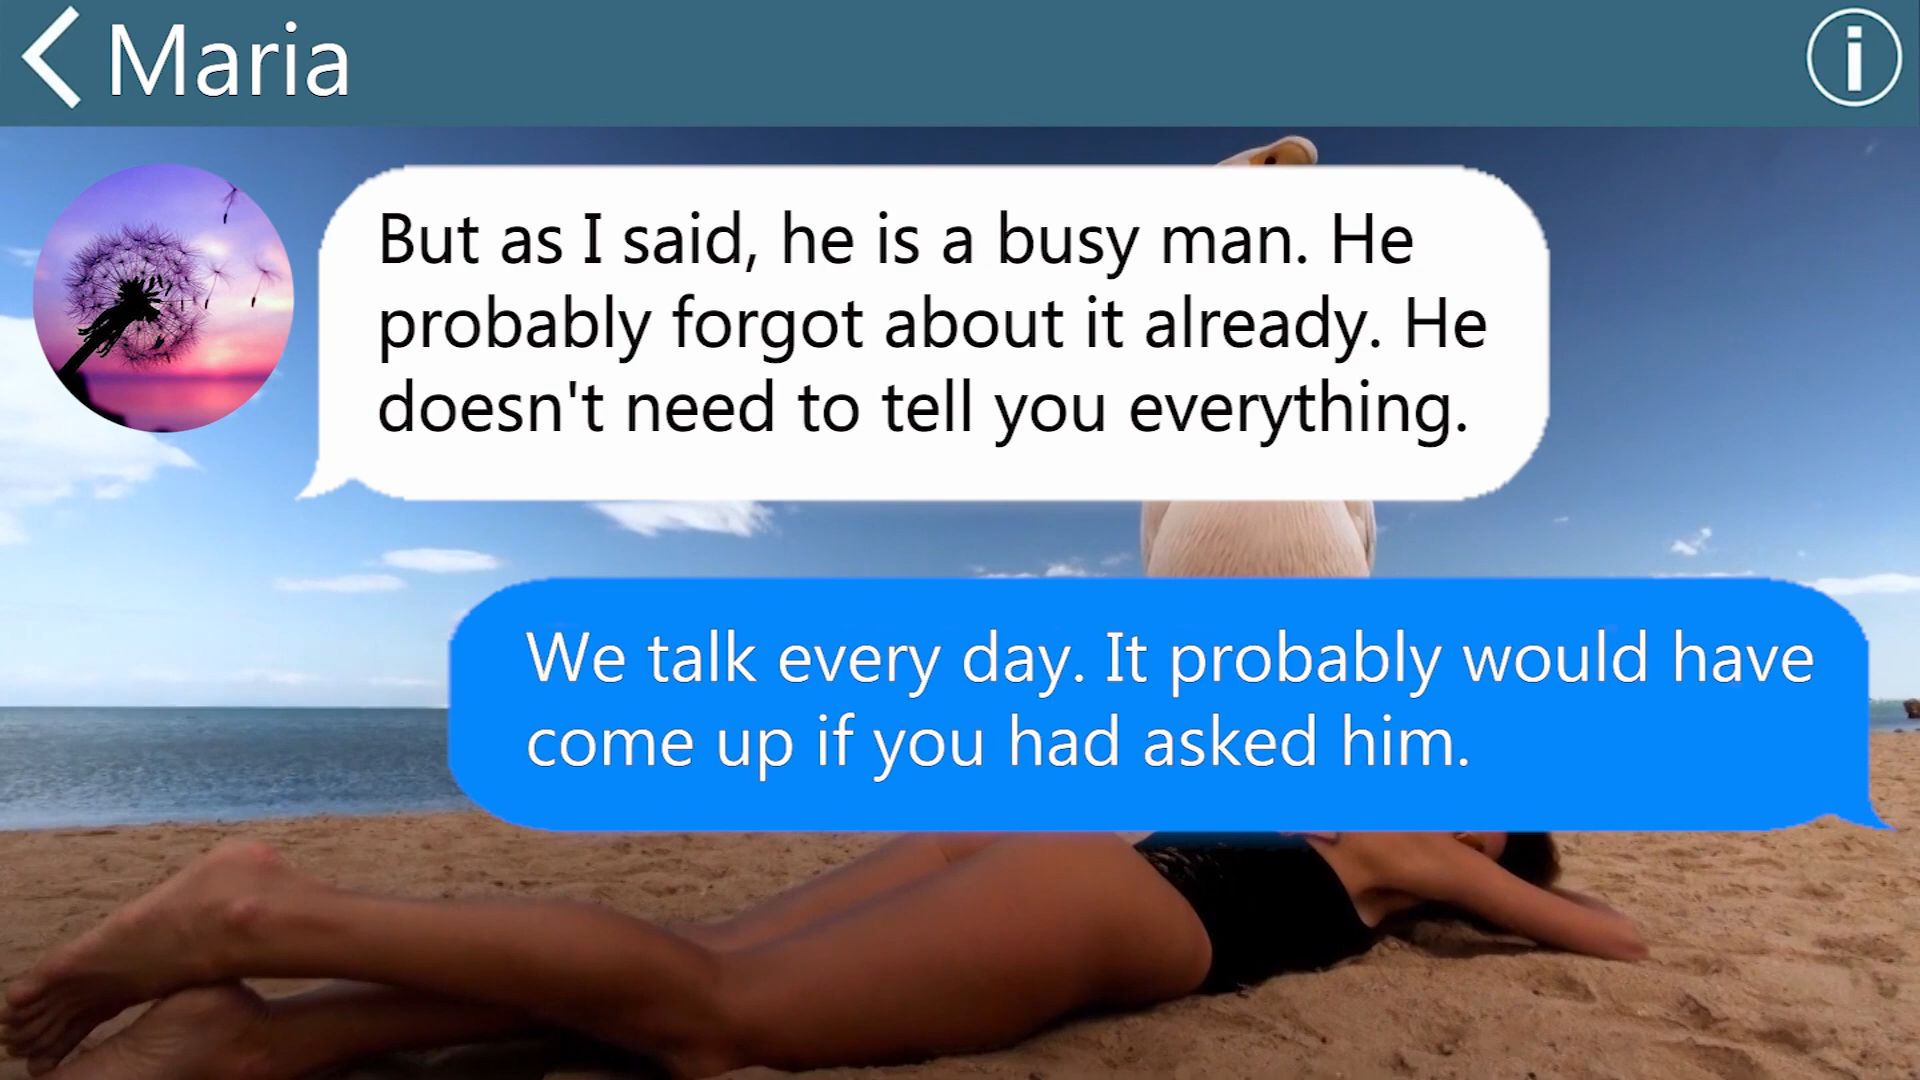 Maria
But as I said, he is a busy man. He
probably forgot about it already. He
doesn't need to tell you everything.
We talk every day. It probably would have
come up if you had asked him.